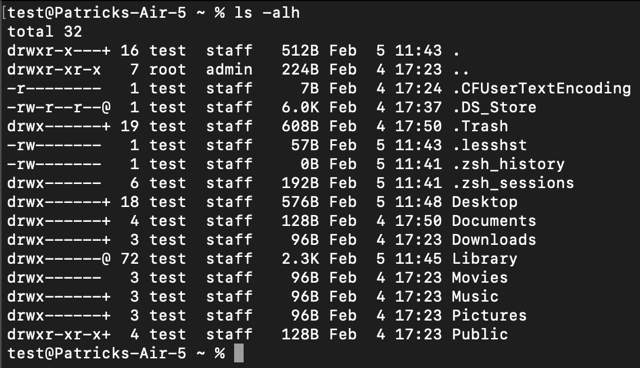 [test@Patricks-Air-5 ~ % ls -alh
total 32
drwxr-x---+ 16 test  staff   512B Feb  5 11:43 .
drwxr-xr-x   7 root  admin   224B Feb  4 17:23 ..
-r--------   1 test  staff     7B Feb  4 17:24 .CFUserTextEncoding
-rw-r--r--@  1 test  staff   6.0K Feb  4 17:37 .DS_Store
drwx------+ 19 test  staff   608B Feb  4 17:50 .Trash
-rw-------   1 test  staff    57B Feb  5 11:43 .lesshst
-rw-------   1 test  staff     0B Feb  5 11:41 .zsh_history
drwx------   6 test  staff   192B Feb  5 11:41 .zsh_sessions
drwx------+ 18 test  staff   576B Feb  5 11:48 Desktop
drwx------+  4 test  staff   128B Feb  4 17:50 Documents
drwx------+  3 test  staff    96B Feb  4 17:23 Downloads
drwx------@ 72 test  staff   2.3K Feb  5 11:45 Library
drwx------   3 test  staff    96B Feb  4 17:23 Movies
drwx------+  3 test  staff    96B Feb  4 17:23 Music
drwx------+  3 test  staff    96B Feb  4 17:23 Pictures
drwxr-xr-x+  4 test  staff   128B Feb  4 17:23 Public
test@Patricks-Air-5 ~ %